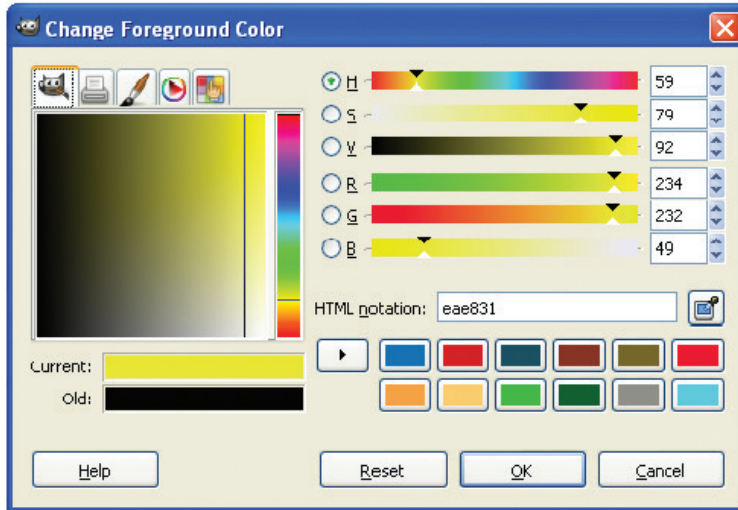 Change Foreground Color
H 59
S 79
V 92
R 234
G 232
B 49
HTML notation: eae831
Current:
Old:
Help Reset OK Cancel